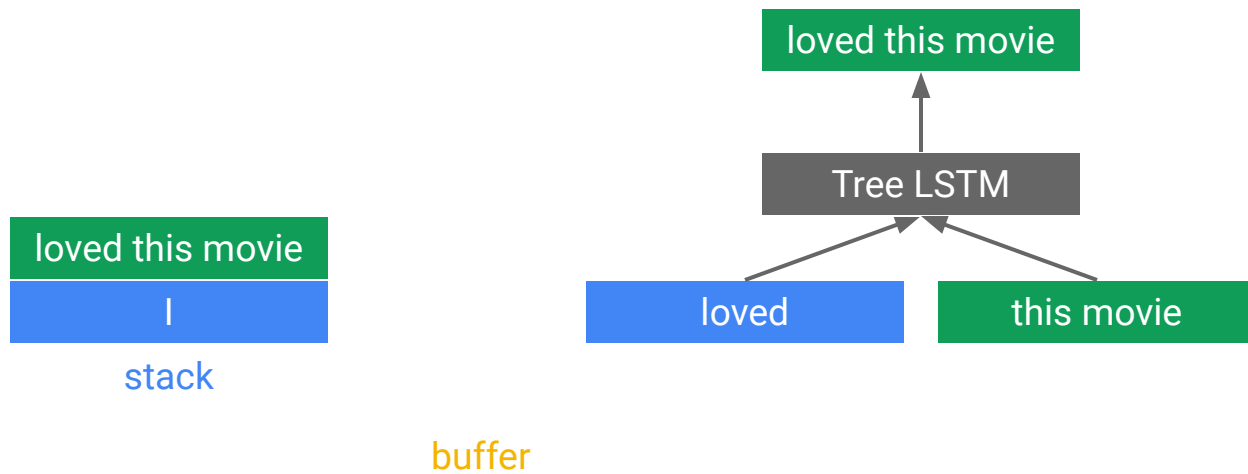 loved this movie
Tree LSTM
loved this movie
I
loved
this movie
stack
buffer